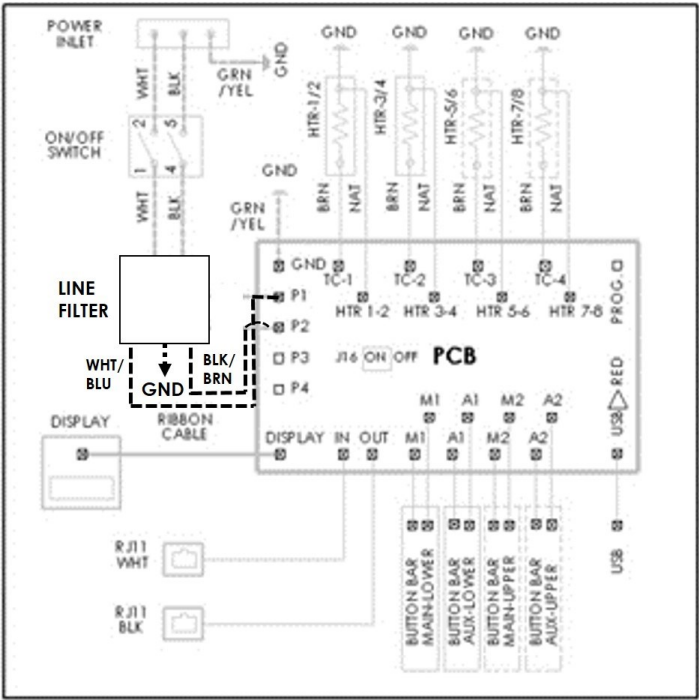 POWER
INLET
WHT
BLK
GRN
/YEL
GND
GND
GND
GND
GND
HTR-1/2
HTR-3/4
HTR-5/6
HTR-7/8
ON/OFF
SWITCH
2
5
1
4
WHT
BLK
GND
GRN
/YEL
BRN
NAT
BRN
NAT
BRN
NAT
BRN
NAT
LINE
FILTER
GND
TC-1
TC-2
TC-3
TC-4
PROG.
P1
HTR 1-2
HTR 3-4
HTR 5-6
HTR 7-8
P2
P3
J16
ON
OFF
PCB
P4
WHT/
BLU
GND
BLK/
BRN
USB
RED
M1
A1
M2
A2
DISPLAY
RIBBON
CABLE
DISPLAY
IN
OUT
M1
A1
M2
A2
RJ11
WHT
RJ11
BLK
BUTTON BAR
MAIN-LOWER
BUTTON BAR
AUX-LOWER
BUTTON BAR
MAIN-UPPER
BUTTON BAR
AUX-UPPER
USB